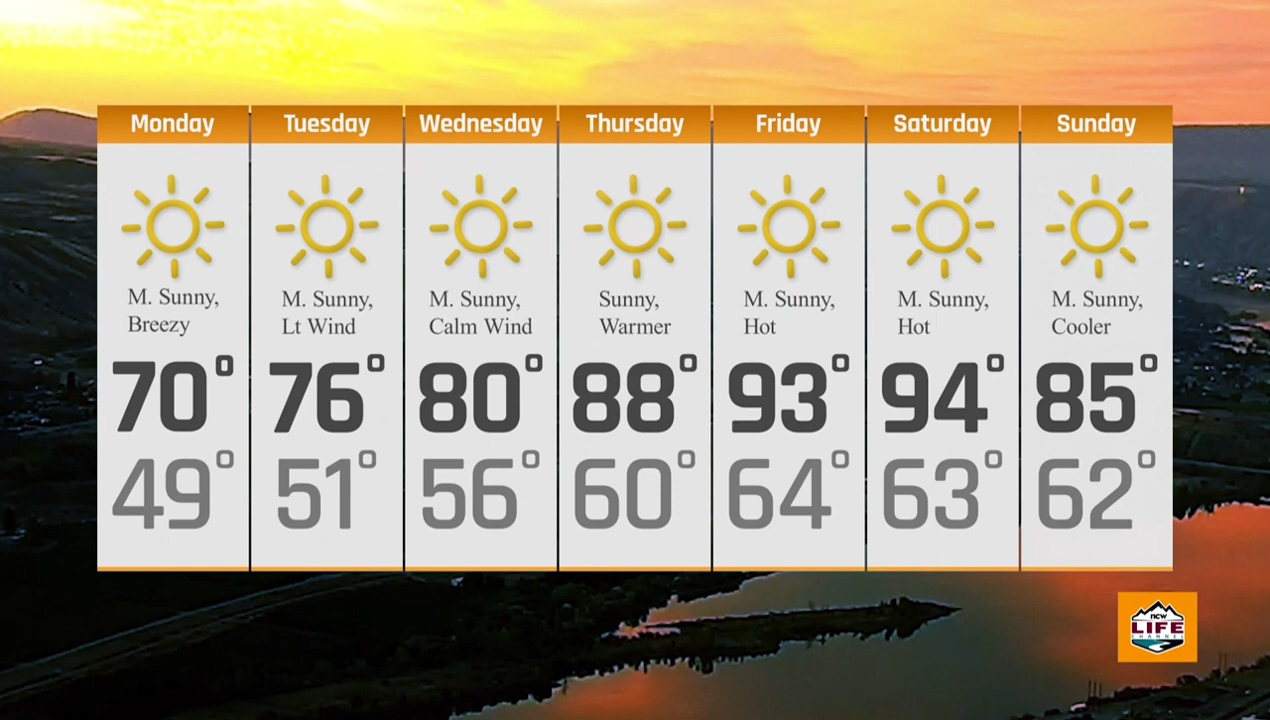 Monday
M. Sunny,
Breezy
70°
49°
Tuesday
M. Sunny,
Lt Wind
76°
51°
Wednesday
M. Sunny,
Calm Wind
80°
56°
Thursday
Sunny,
Warmer
88°
60°
Friday
M. Sunny,
Hot
93°
64°
Saturday
M. Sunny,
Hot
94°
63°
Sunday
M. Sunny,
Cooler
85°
62°
ncw
LIFE
CHANNEL